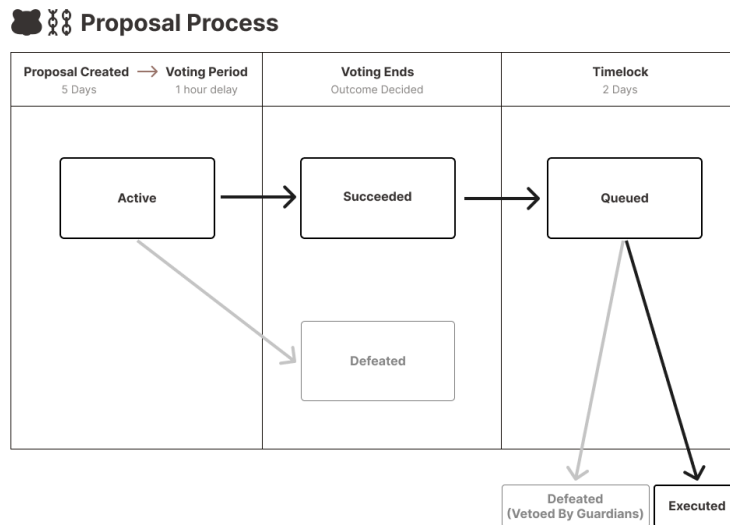 Proposal Process
Proposal Created → Voting Period
5 Days 1 hour delay
Voting Ends
Outcome Decided
Timelock
2 Days
Active
Succeeded
Queued
Defeated
Defeated
(Vetoed By Guardians)
Executed